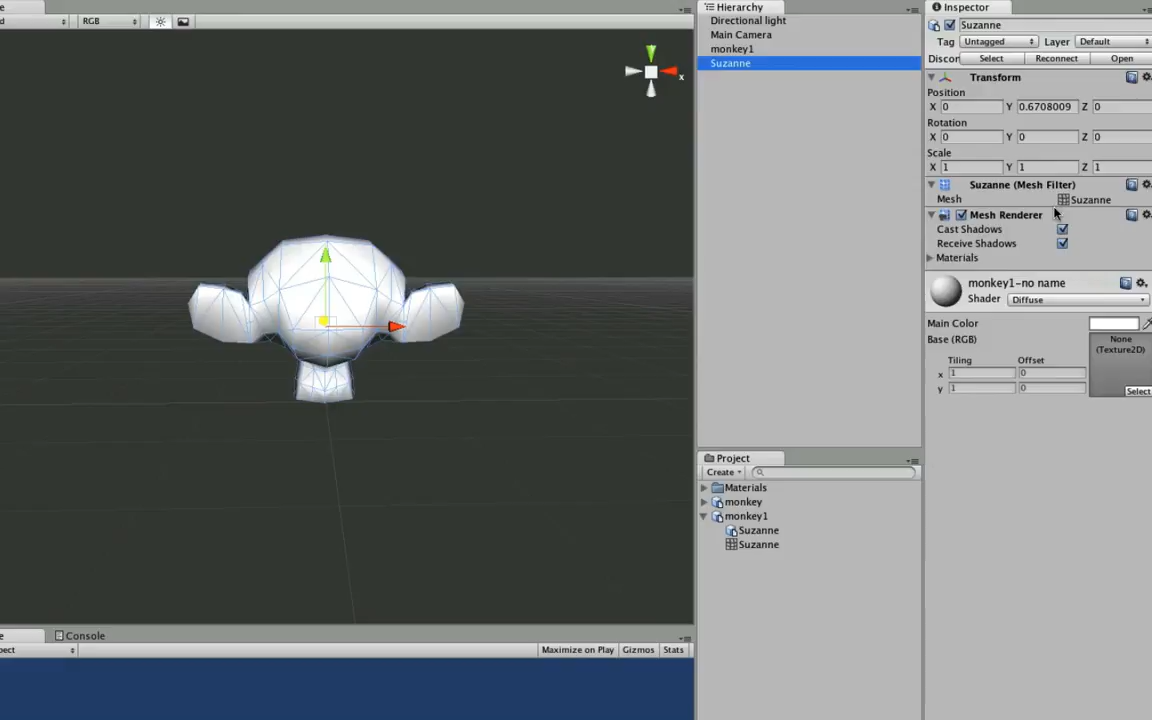 e
d
RGB
x
Hierarchy
Directional light
Main Camera
monkey1
Suzanne
Inspector
Suzanne
Tag Untagged Layer Default
Discor Select Reconnect Open
Transform
Position
X 0 Y 0.6708009 Z 0
Rotation
X 0 Y 0 Z 0
Scale
X 1 Y 1 Z 1
Suzanne (Mesh Filter)
Mesh Suzanne
Mesh Renderer
Cast Shadows
Receive Shadows
Materials
monkey1-no name
Shader Diffuse
Main Color
Base (RGB)
None
(Texture2D)
Tiling Offset
x 1 0
y 1 0
Select
Project
Create
Materials
monkey
monkey1
Suzanne
Suzanne
e Console
pect Maximize on Play Gizmos Stats